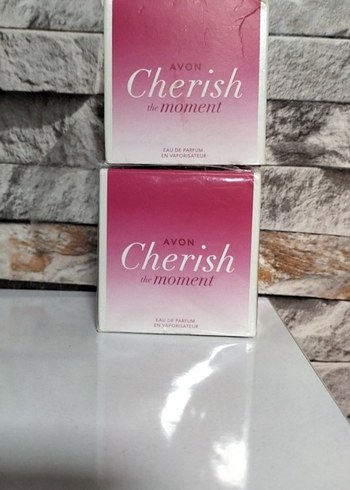 AVON
Cherish
the moment
EAU DE PARFUM
EN VAPORISATEUR
AVON
Cherish
the moment
EAU DE PARFUM
EN VAPORISATEUR